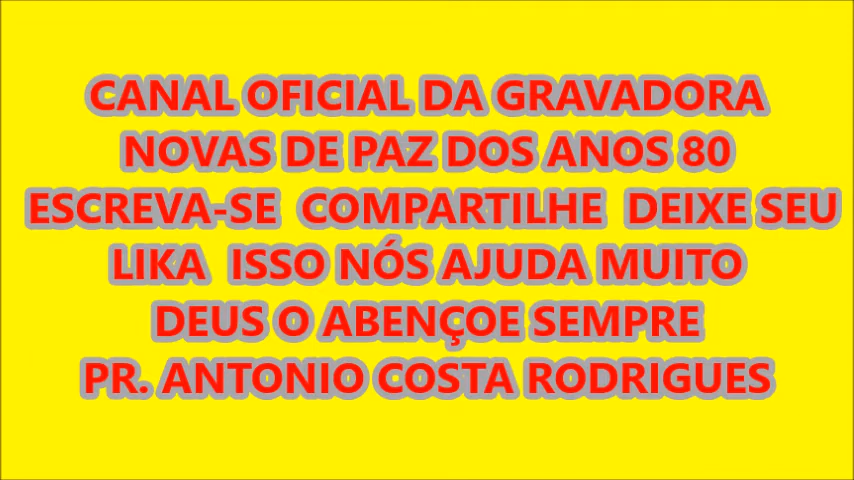 CANAL OFICIAL DA GRAVADORA
NOVAS DE PAZ DOS ANOS 80
ESCREVA-SE COMPARTILHE DEIXE SEU
LIKA ISSO NÓS AJUDA MUITO
DEUS O ABENÇOE SEMPRE
PR. ANTONIO COSTA RODRIGUES